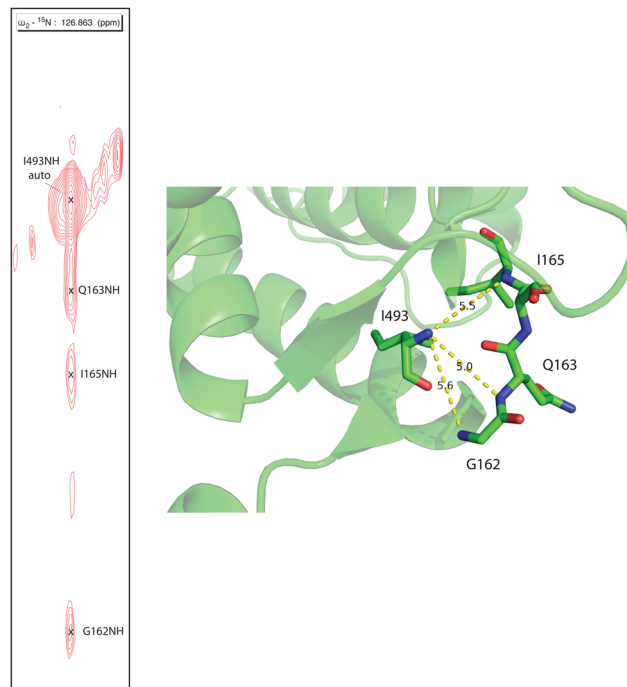 ω₂ - ¹⁵N : 126.863 (ppm)
I493NH
auto
x
Q163NH
x
I165NH
x
G162NH
x
I165
5.5
I493
5.0
Q163
5.6
G162